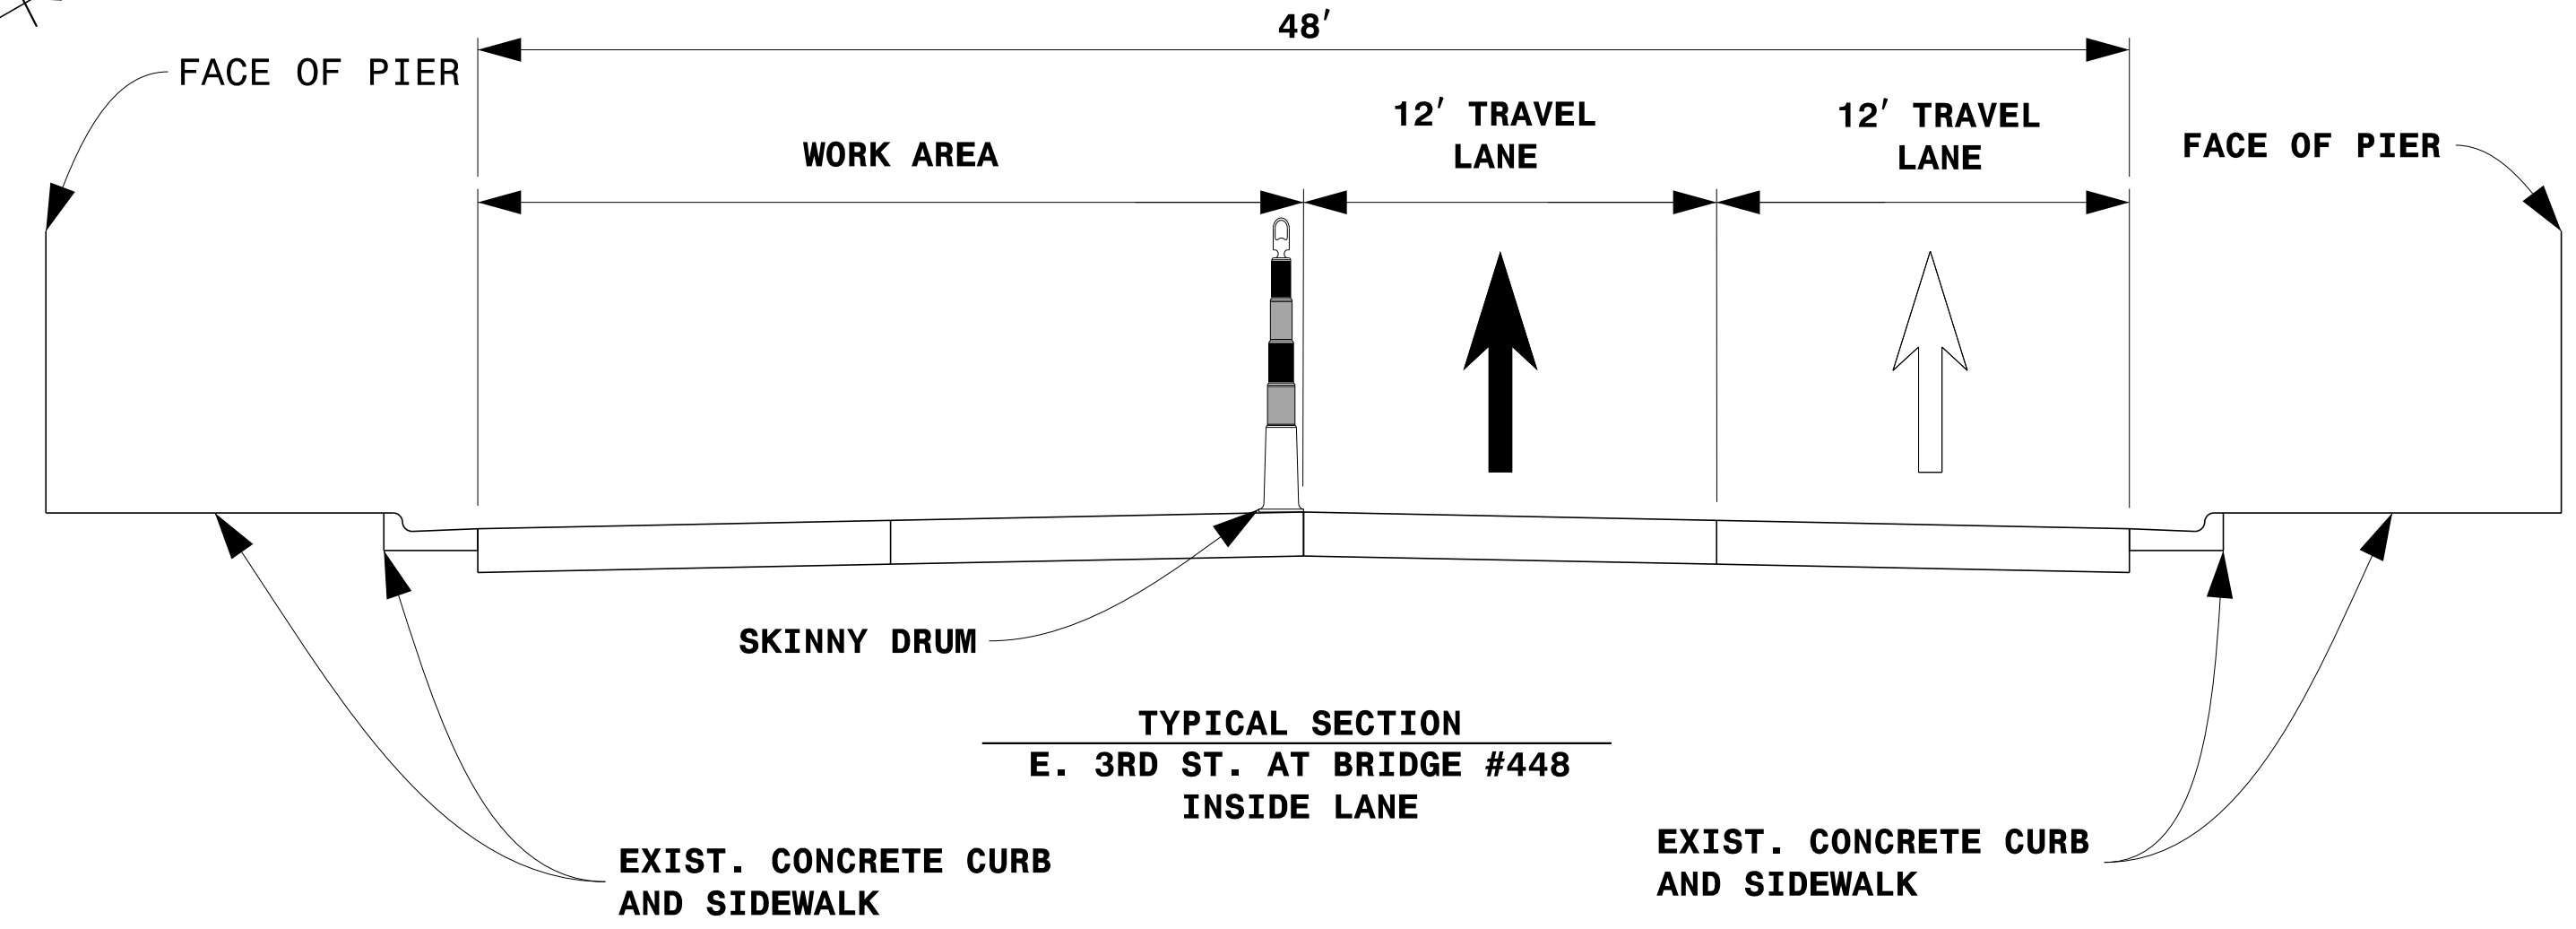 48'
FACE OF PIER
12' TRAVEL
LANE
12' TRAVEL
LANE
WORK AREA
FACE OF PIER
SKINNY DRUM
TYPICAL SECTION
E. 3RD ST. AT BRIDGE #448
INSIDE LANE
EXIST. CONCRETE CURB
AND SIDEWALK
EXIST. CONCRETE CURB
AND SIDEWALK